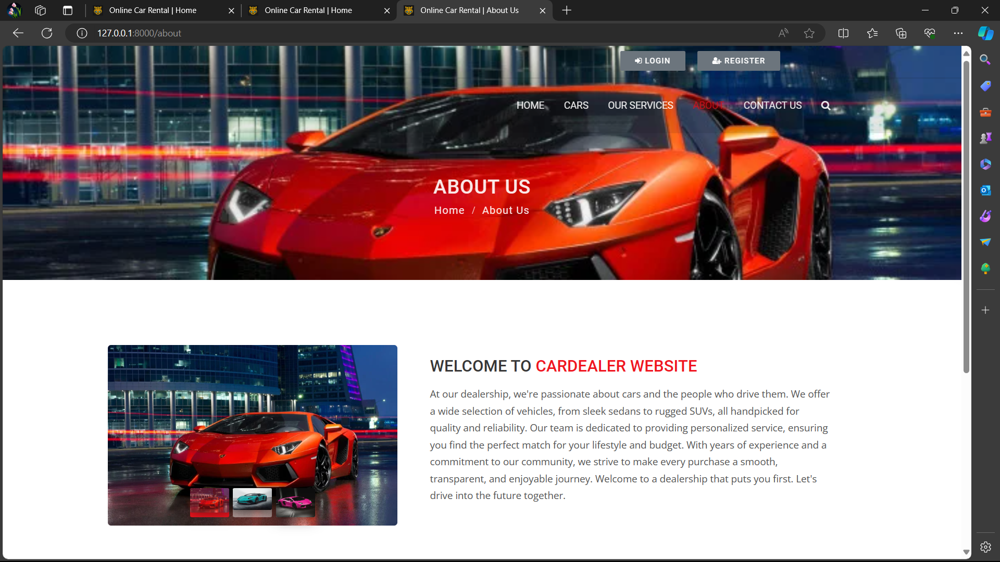 Online Car Rental | Home
Online Car Rental | Home
Online Car Rental | About Us
127.0.0.1:8000/about
LOGIN
REGISTER
HOME
CARS
OUR SERVICES
ABOUT
CONTACT US
ABOUT US
Home / About Us
WELCOME TO CARDEALER WEBSITE
At our dealership, we're passionate about cars and the people who drive them. We offer
a wide selection of vehicles, from sleek sedans to rugged SUVs, all handpicked for
quality and reliability. Our team is dedicated to providing personalized service, ensuring
you find the perfect match for your lifestyle and budget. With years of experience and a
commitment to our community, we strive to make every purchase a smooth,
transparent, and enjoyable journey. Welcome to a dealership that puts you first. Let's
drive into the future together.